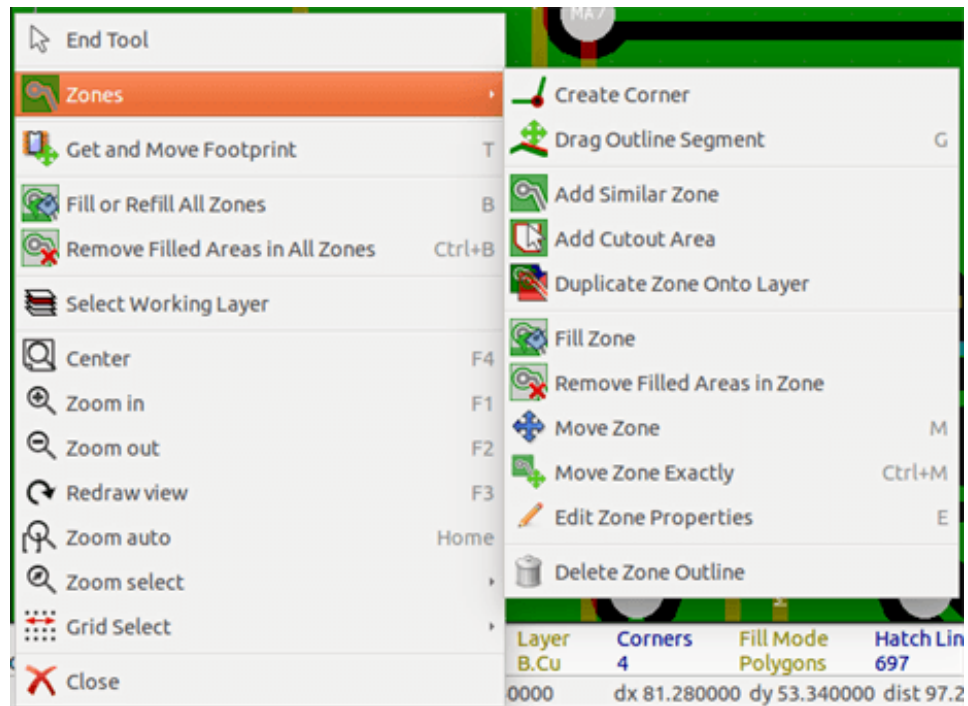 MA7
End Tool
Zones
Get and Move Footprint T
Fill or Refill All Zones B
Remove Filled Areas in All Zones Ctrl+B
Select Working Layer
Center F4
Zoom in F1
Zoom out F2
Redraw view F3
Zoom auto Home
Zoom select
Grid Select
Close
Create Corner
Drag Outline Segment G
Add Similar Zone
Add Cutout Area
Duplicate Zone Onto Layer
Fill Zone
Remove Filled Areas in Zone
Move Zone M
Move Zone Exactly Ctrl+M
Edit Zone Properties E
Delete Zone Outline
Layer Corners Fill Mode Hatch Lin
B.Cu 4 Polygons 697
0000 dx 81.280000 dy 53.340000 dist 97.2